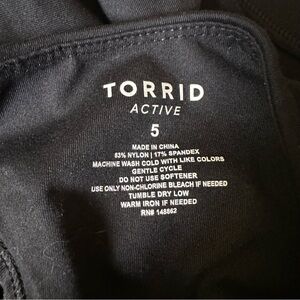 TORRID
ACTIVE
5
MADE IN CHINA
83% NYLON | 17% SPANDEX
MACHINE WASH COLD WITH LIKE COLORS
GENTLE CYCLE
DO NOT USE SOFTENER
USE ONLY NON-CHLORINE BLEACH IF NEEDED
TUMBLE DRY LOW
WARM IRON IF NEEDED
RN# 148862